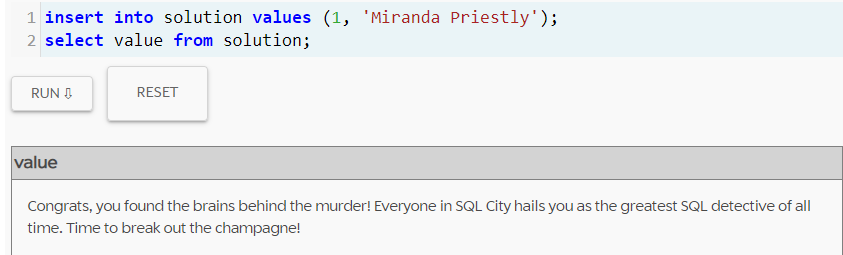 1 insert into solution values (1, 'Miranda Priestly');
2 select value from solution;
RUN ⇩
RESET
value
Congrats, you found the brains behind the murder! Everyone in SQL City hails you as the greatest SQL detective of all
time. Time to break out the champagne!